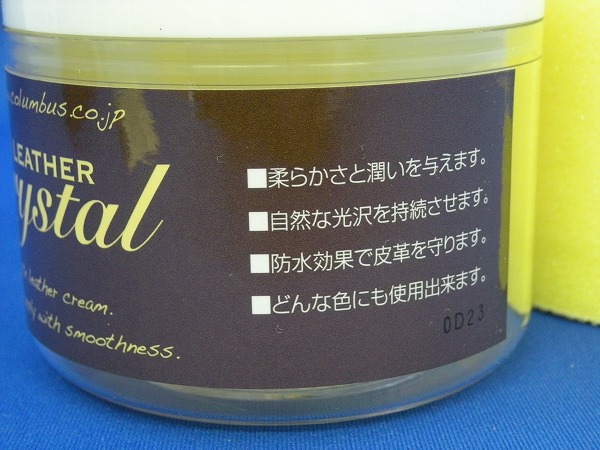 columbus.co.jp
LEATHER
ystal
leather cream.
with smoothness.
■柔らかさと潤いを与えます。
■自然な光沢を持続させます。
■防水効果で皮革を守ります。
■どんな色にも使用出来ます。
0D23